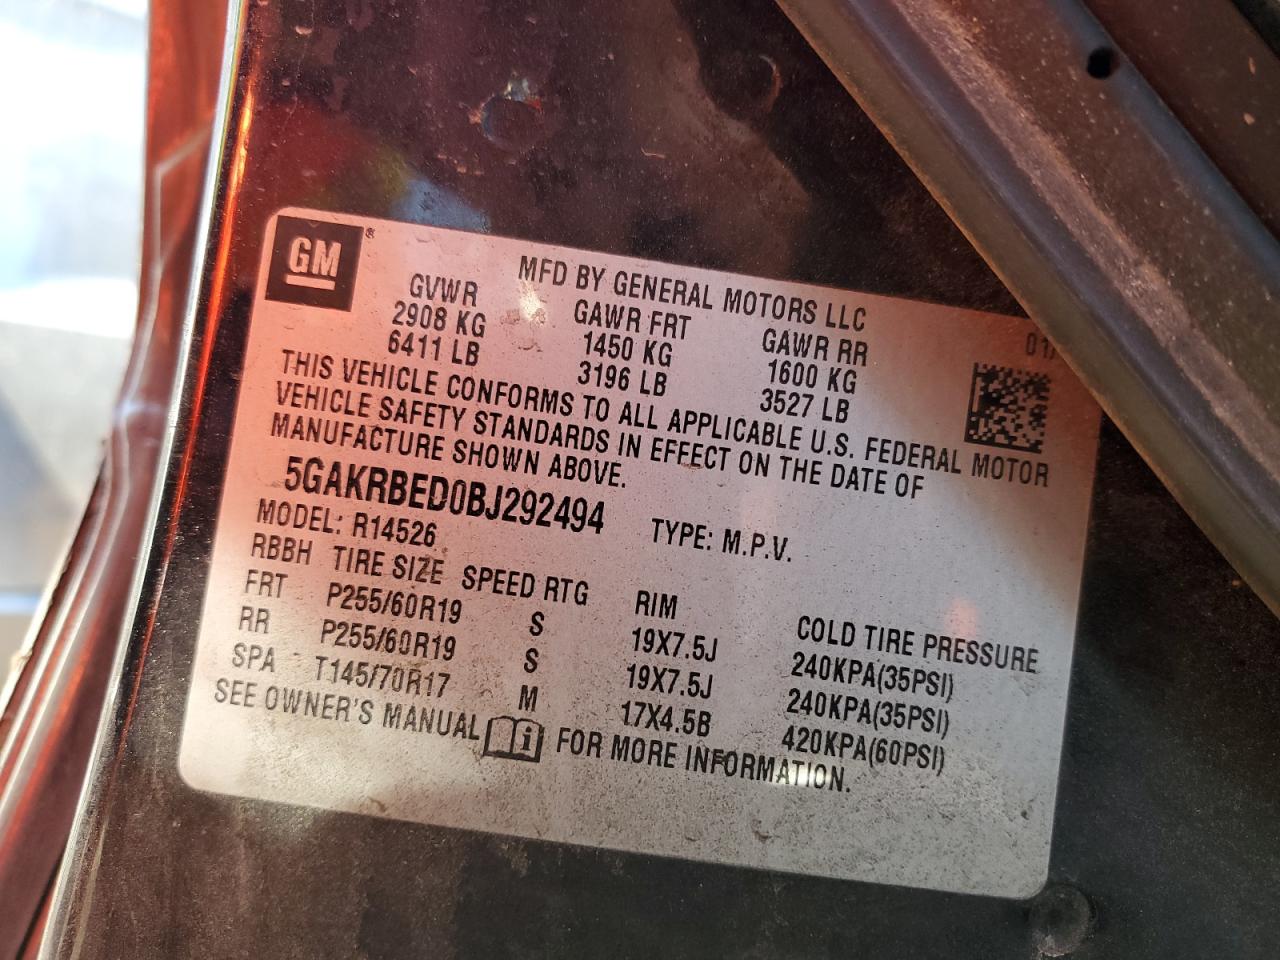 GM®
MFD BY GENERAL MOTORS LLC
GVWR GAWR FRT GAWR RR 01/
2908 KG 1450 KG 1600 KG
6411 LB 3196 LB 3527 LB
THIS VEHICLE CONFORMS TO ALL APPLICABLE U.S. FEDERAL MOTOR
VEHICLE SAFETY STANDARDS IN EFFECT ON THE DATE OF
MANUFACTURE SHOWN ABOVE.
5GAKRBED0BJ292494 TYPE: M.P.V.
MODEL: R14526
RBBH TIRE SIZE SPEED RTG RIM COLD TIRE PRESSURE
FRT P255/60R19 S 19X7.5J 240KPA(35PSI)
RR P255/60R19 S 19X7.5J 240KPA(35PSI)
SPA T145/70R17 M 17X4.5B 420KPA(60PSI)
SEE OWNER'S MANUAL i FOR MORE INFORMATION.